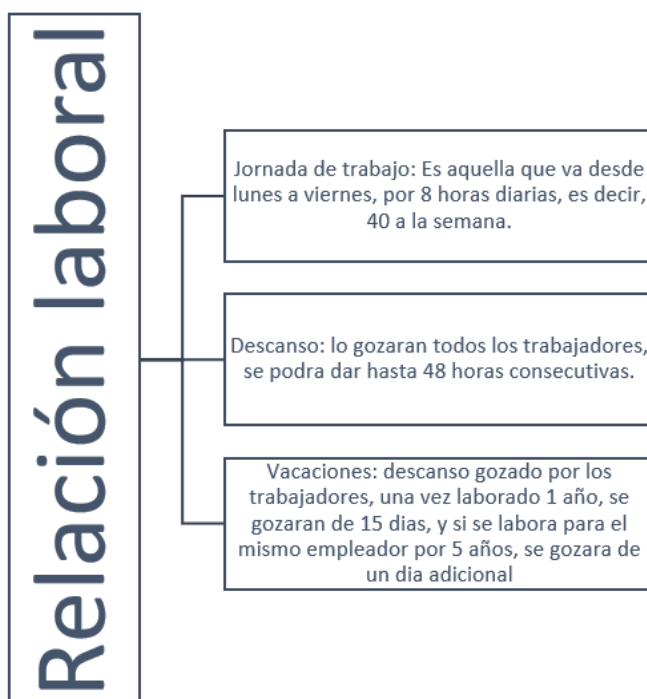 Relación laboral
Jornada de trabajo: Es aquella que va desde
lunes a viernes, por 8 horas diarias, es decir,
40 a la semana.
Descanso: lo gozaran todos los trabajadores,
se podra dar hasta 48 horas consecutivas.
Vacaciones: descanso gozado por los
trabajadores, una vez laborado 1 año, se
gozaran de 15 dias, y si se labora para el
mismo empleador por 5 años, se gozara de
un dia adicional